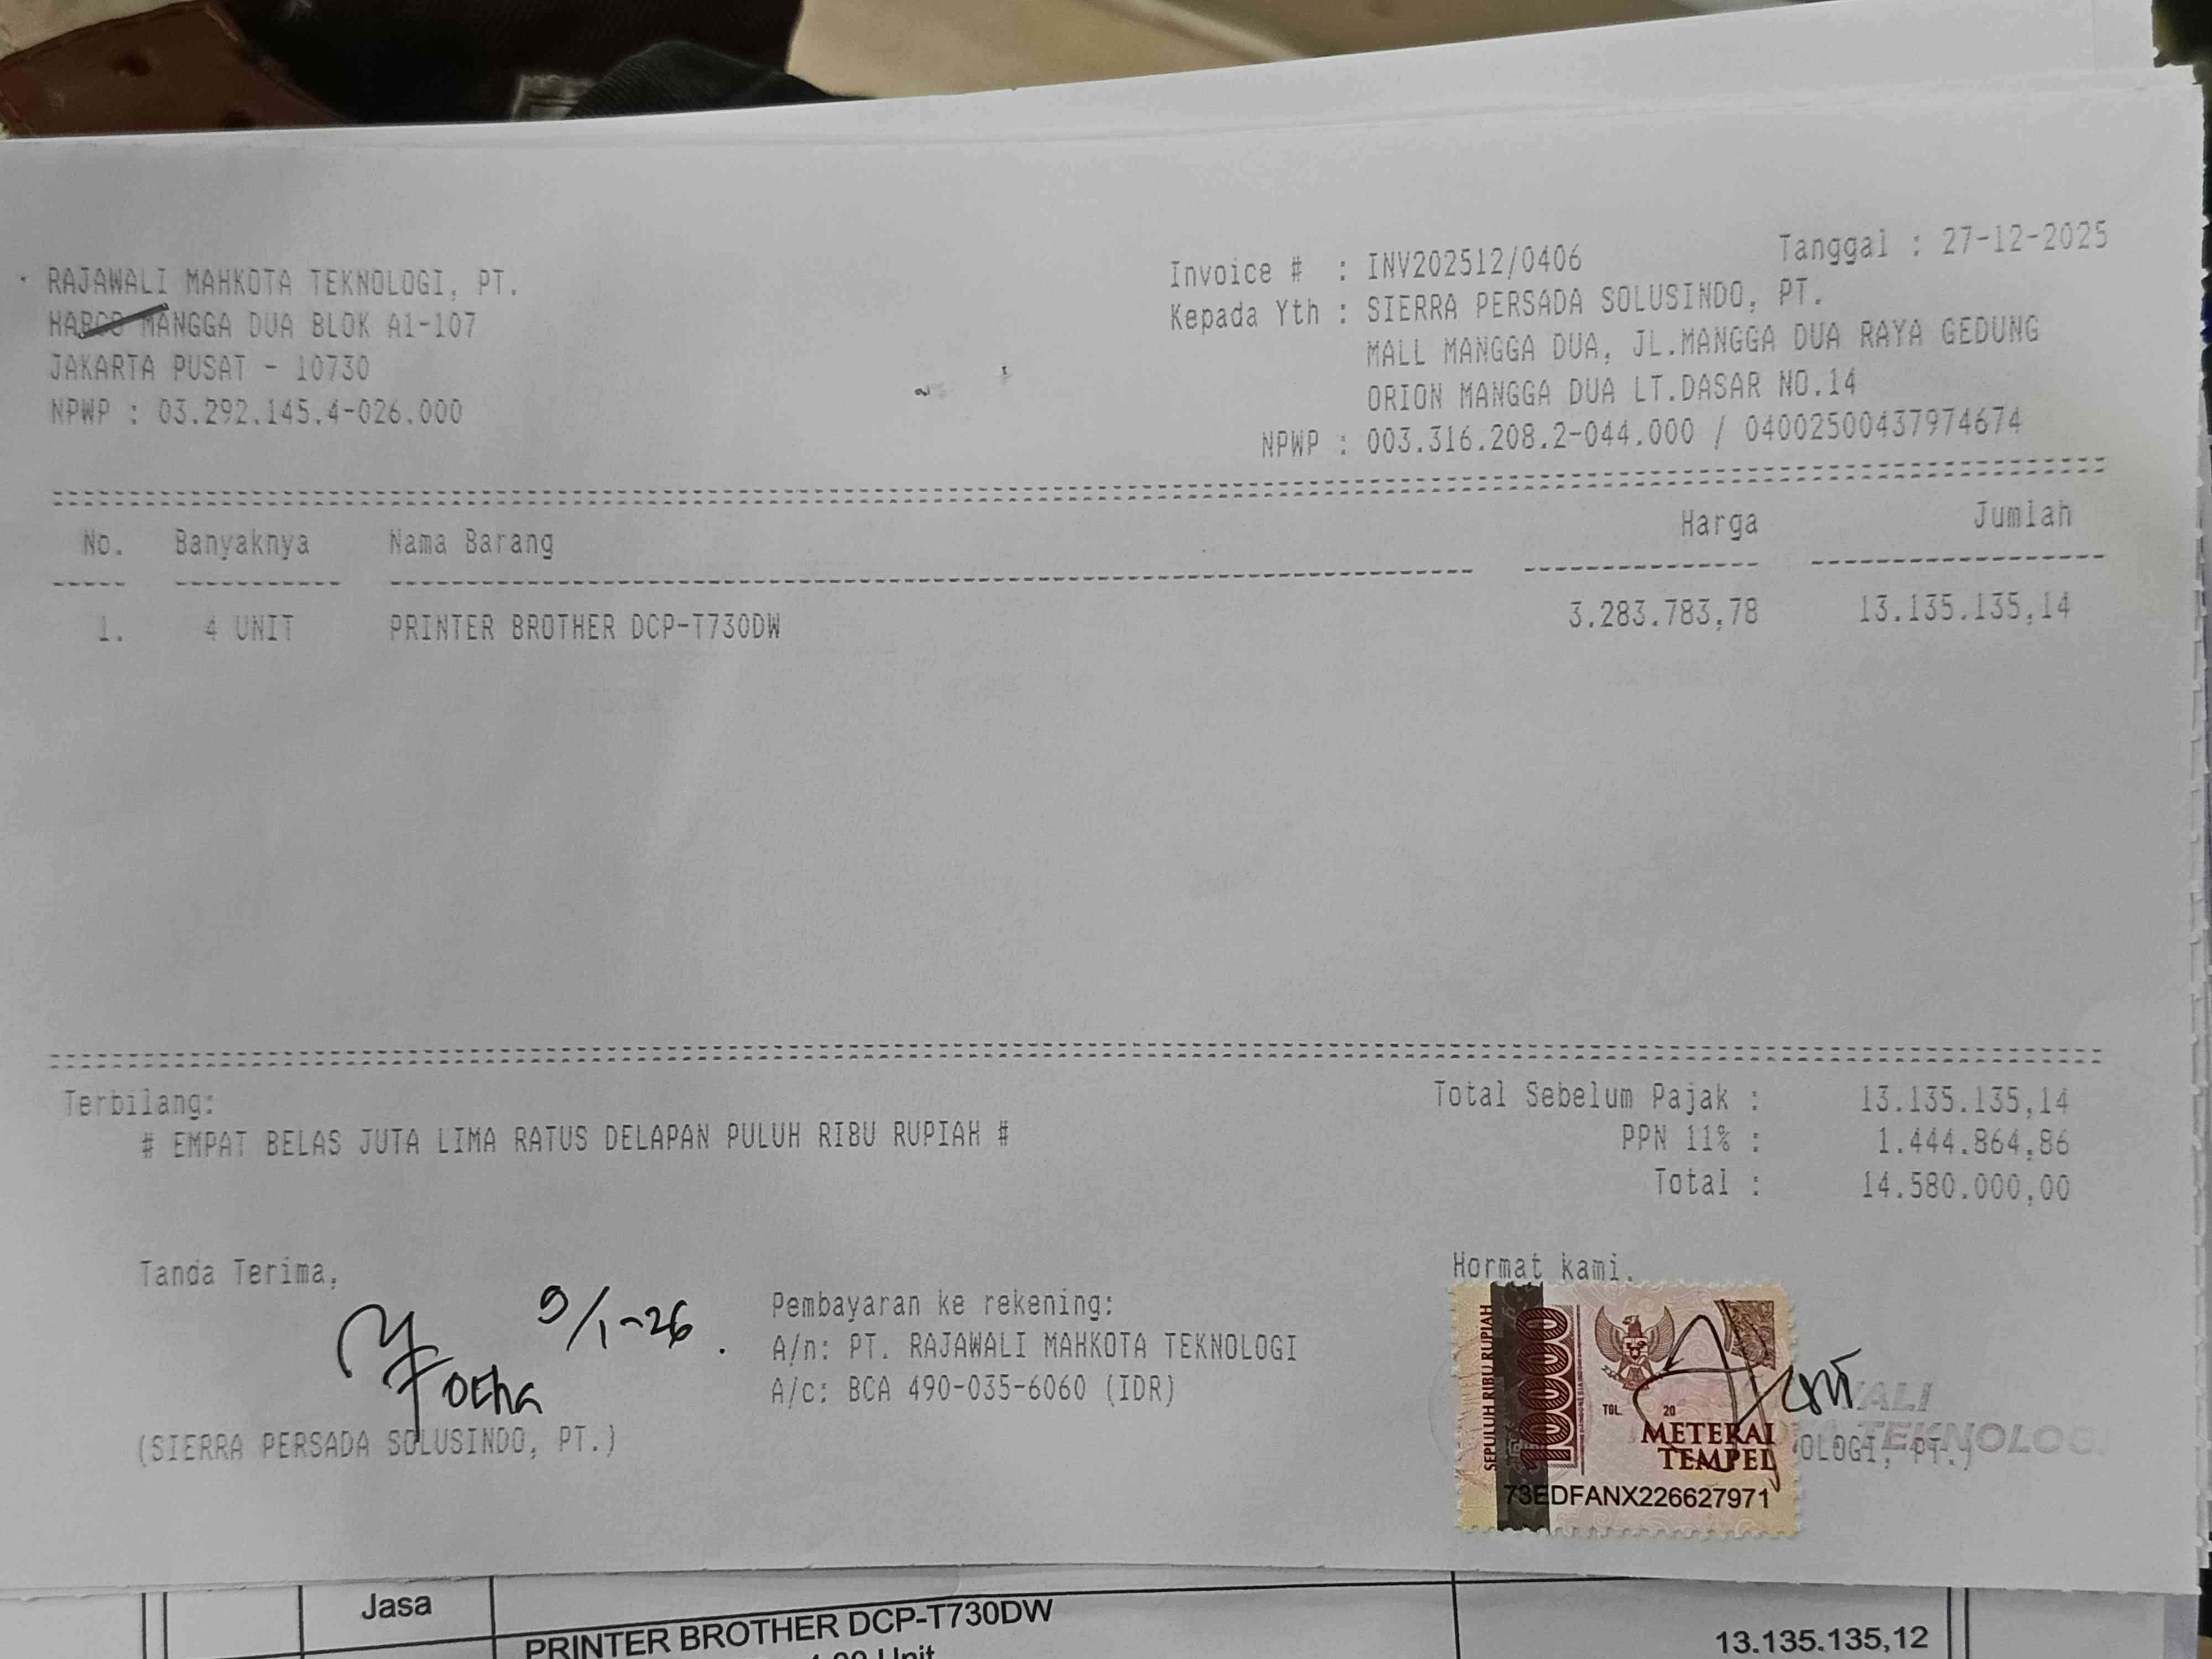 RAJAWALI MAHKOTA TEKNOLOGI, PT.
HARCO MANGGA DUA BLOK A1-107
JAKARTA PUSAT - 10730
NPWP : 03.292.145.4-026.000
Invoice # : INV202512/0406 Tanggal : 27-12-2025
Kepada Yth : SIERRA PERSADA SOLUSINDO, PT.
MALL MANGGA DUA, JL.MANGGA DUA RAYA GEDUNG
ORION MANGGA DUA LT.DASAR NO.14
NPWP : 003.316.208.2-044.000 / 04002500437974674
No. Banyaknya Nama Barang Harga Jumlah
1. 4 UNIT PRINTER BROTHER DCP-T730DW 3.283.783,78 13.135.135,14
Terbilang:
# EMPAT BELAS JUTA LIMA RATUS DELAPAN PULUH RIBU RUPIAH #
Total Sebelum Pajak : 13.135.135,14
PPN 11% : 1.444.864,86
Total : 14.580.000,00
Tanda Terima,
9/1-26
(SIERRA PERSADA SOLUSINDO, PT.)
Pembayaran ke rekening:
A/n: PT. RAJAWALI MAHKOTA TEKNOLOGI
A/c: BCA 490-035-6060 (IDR)
Hormat kami,
SEPULUH RIBU RUPIAH
10000
TGL. 20
METERAI
TEMPEL
73EDFANX226627971
ALI
TEKNOLOGI
OLOGI, PT.)
Jasa
PRINTER BROTHER DCP-T730DW
13.135.135,12
Unit